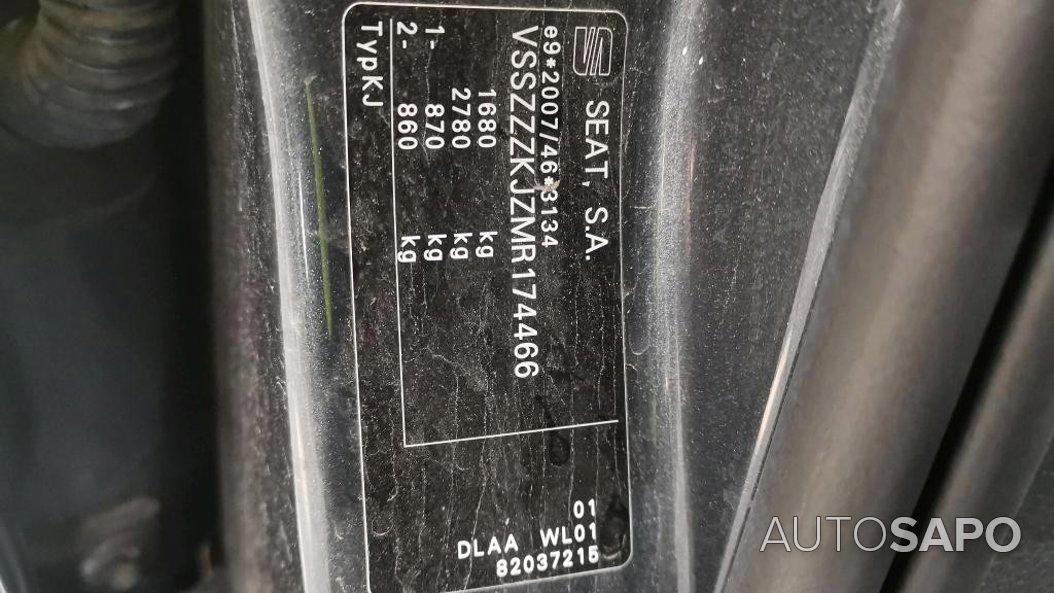 SEAT, S.A.
e9*2007/46*3134
VSSZZZKJZMR174466
1680 kg
2780 kg
1- 870 kg
2- 860 kg
TypKJ
01
DLAA WL01
82037215
AUTOSAPO